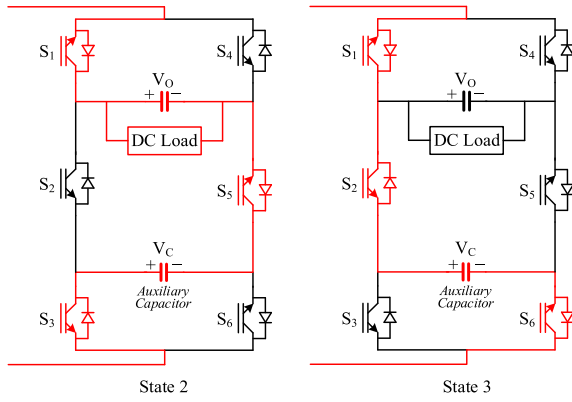 S1
S4
VO
+ −
DC Load
S2
S5
VC
+ −
Auxiliary
Capacitor
S3
S6
State 2
S1
S4
VO
+ −
DC Load
S2
S5
VC
+ −
Auxiliary
Capacitor
S3
S6
State 3